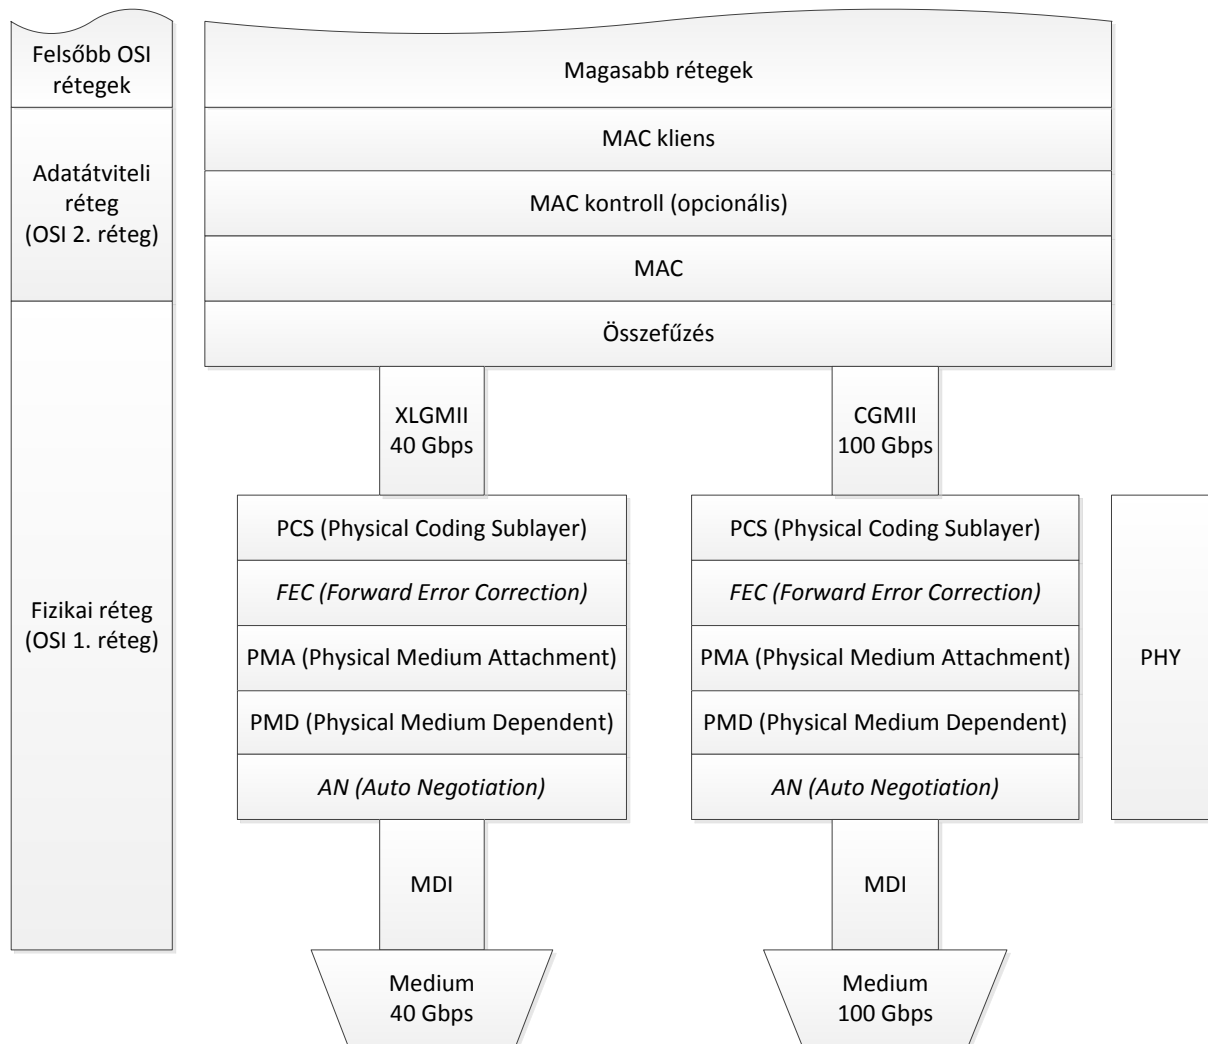 Felsőbb OSI
rétegek
Magasabb rétegek
Adatátviteli
réteg
(OSI 2. réteg)
MAC kliens
MAC kontroll (opcionális)
MAC
Fizikai réteg
(OSI 1. réteg)
Összefűzés
XLGMII
40 Gbps
CGMII
100 Gbps
PCS (Physical Coding Sublayer)
FEC (Forward Error Correction)
PMA (Physical Medium Attachment)
PMD (Physical Medium Dependent)
AN (Auto Negotiation)
PCS (Physical Coding Sublayer)
FEC (Forward Error Correction)
PMA (Physical Medium Attachment)
PMD (Physical Medium Dependent)
AN (Auto Negotiation)
PHY
MDI
MDI
Medium
40 Gbps
Medium
100 Gbps